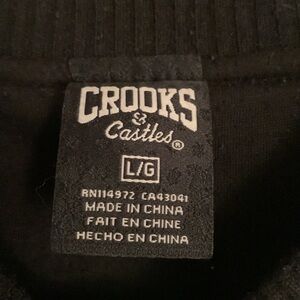 CROOKS
&
Castles®
L/G
RN114972 CA43041
MADE IN CHINA
FAIT EN CHINE
HECHO EN CHINA